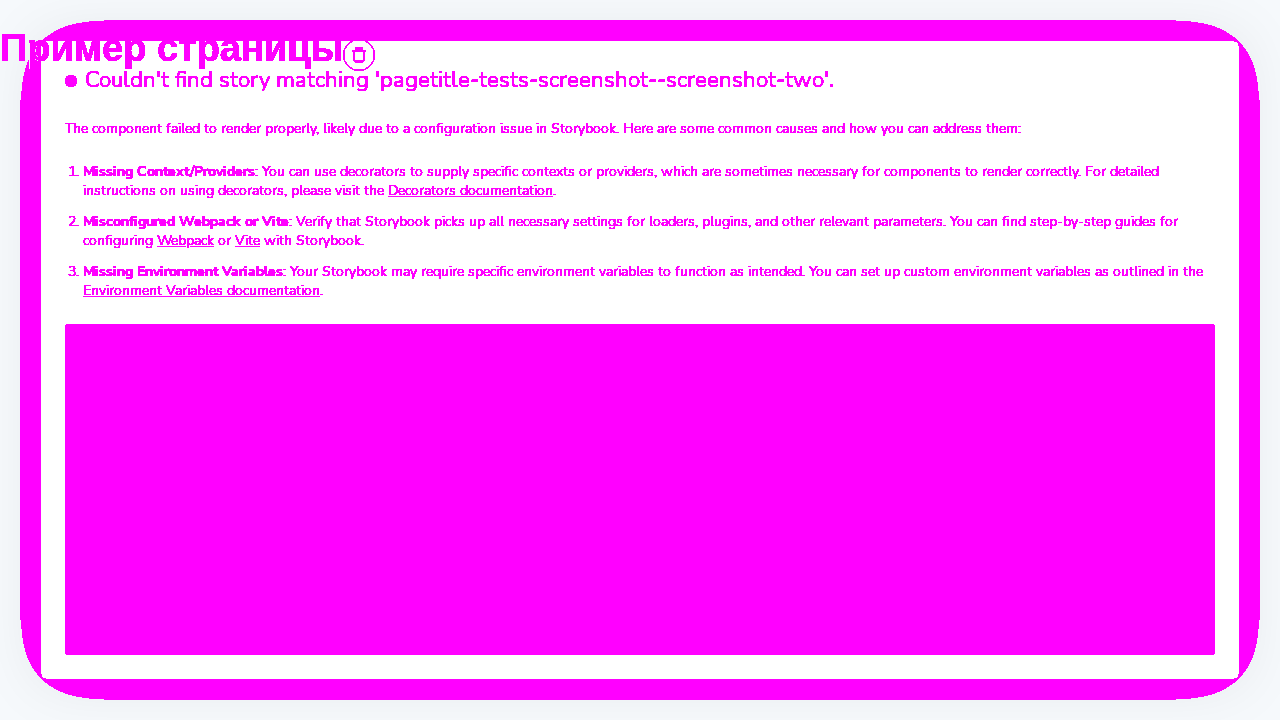 Пример страницы
Couldn't find story matching 'pagetitle-tests-screenshot--screenshot-two'.
The component failed to render properly, likely due to a configuration issue in Storybook. Here are some common causes and how you can address them:
1. Missing Context/Providers: You can use decorators to supply specific contexts or providers, which are sometimes necessary for components to render correctly. For detailed
instructions on using decorators, please visit the Decorators documentation.
2. Misconfigured Webpack or Vite: Verify that Storybook picks up all necessary settings for loaders, plugins, and other relevant parameters. You can find step-by-step guides for
configuring Webpack or Vite with Storybook.
3. Missing Environment Variables: Your Storybook may require specific environment variables to function as intended. You can set up custom environment variables as outlined in the
Environment Variables documentation.